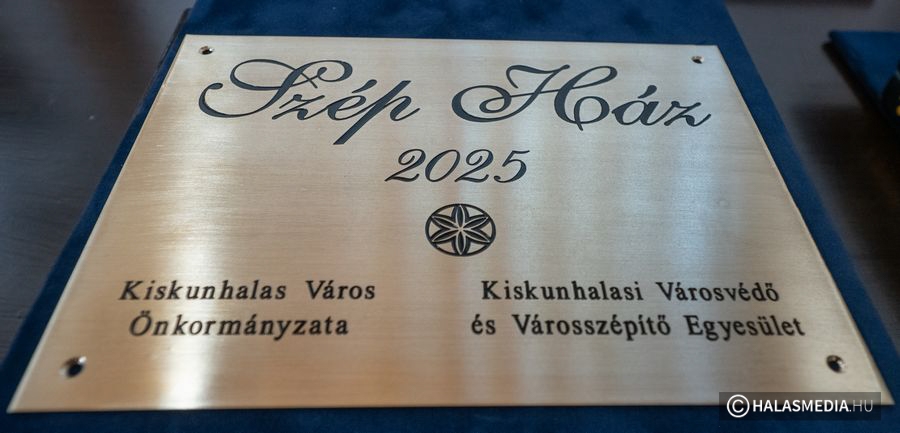 Szép Ház
2025
Kiskunhalas Város
Önkormányzata
Kiskunhalasi Városvédő
és Városszépítő Egyesület
© HALASMEDIA.HU